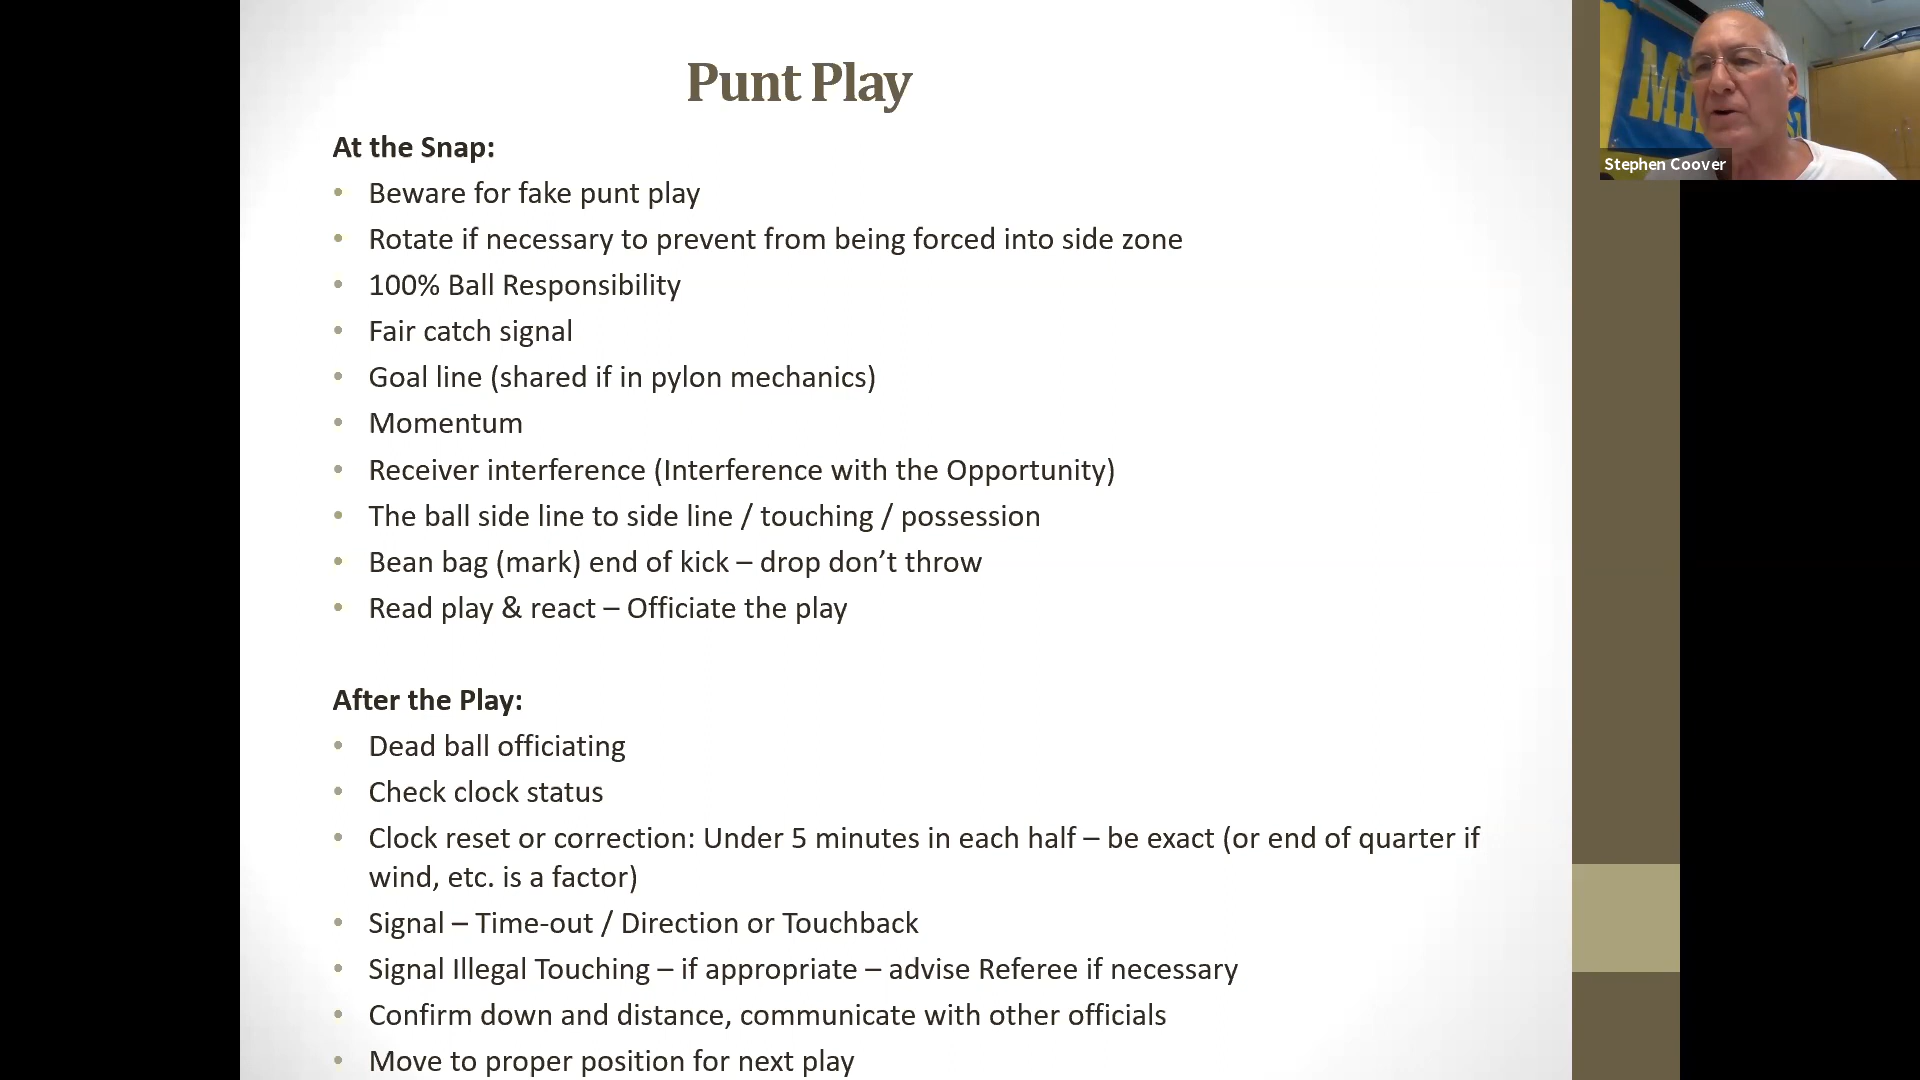 Punt Play
At the Snap:
• Beware for fake punt play
• Rotate if necessary to prevent from being forced into side zone
• 100% Ball Responsibility
• Fair catch signal
• Goal line (shared if in pylon mechanics)
• Momentum
• Receiver interference (Interference with the Opportunity)
• The ball side line to side line / touching / possession
• Bean bag (mark) end of kick – drop don’t throw
• Read play & react – Officiate the play
After the Play:
• Dead ball officiating
• Check clock status
• Clock reset or correction: Under 5 minutes in each half – be exact (or end of quarter if
wind, etc. is a factor)
• Signal – Time-out / Direction or Touchback
• Signal Illegal Touching – if appropriate – advise Referee if necessary
• Confirm down and distance, communicate with other officials
• Move to proper position for next play
Stephen Coover